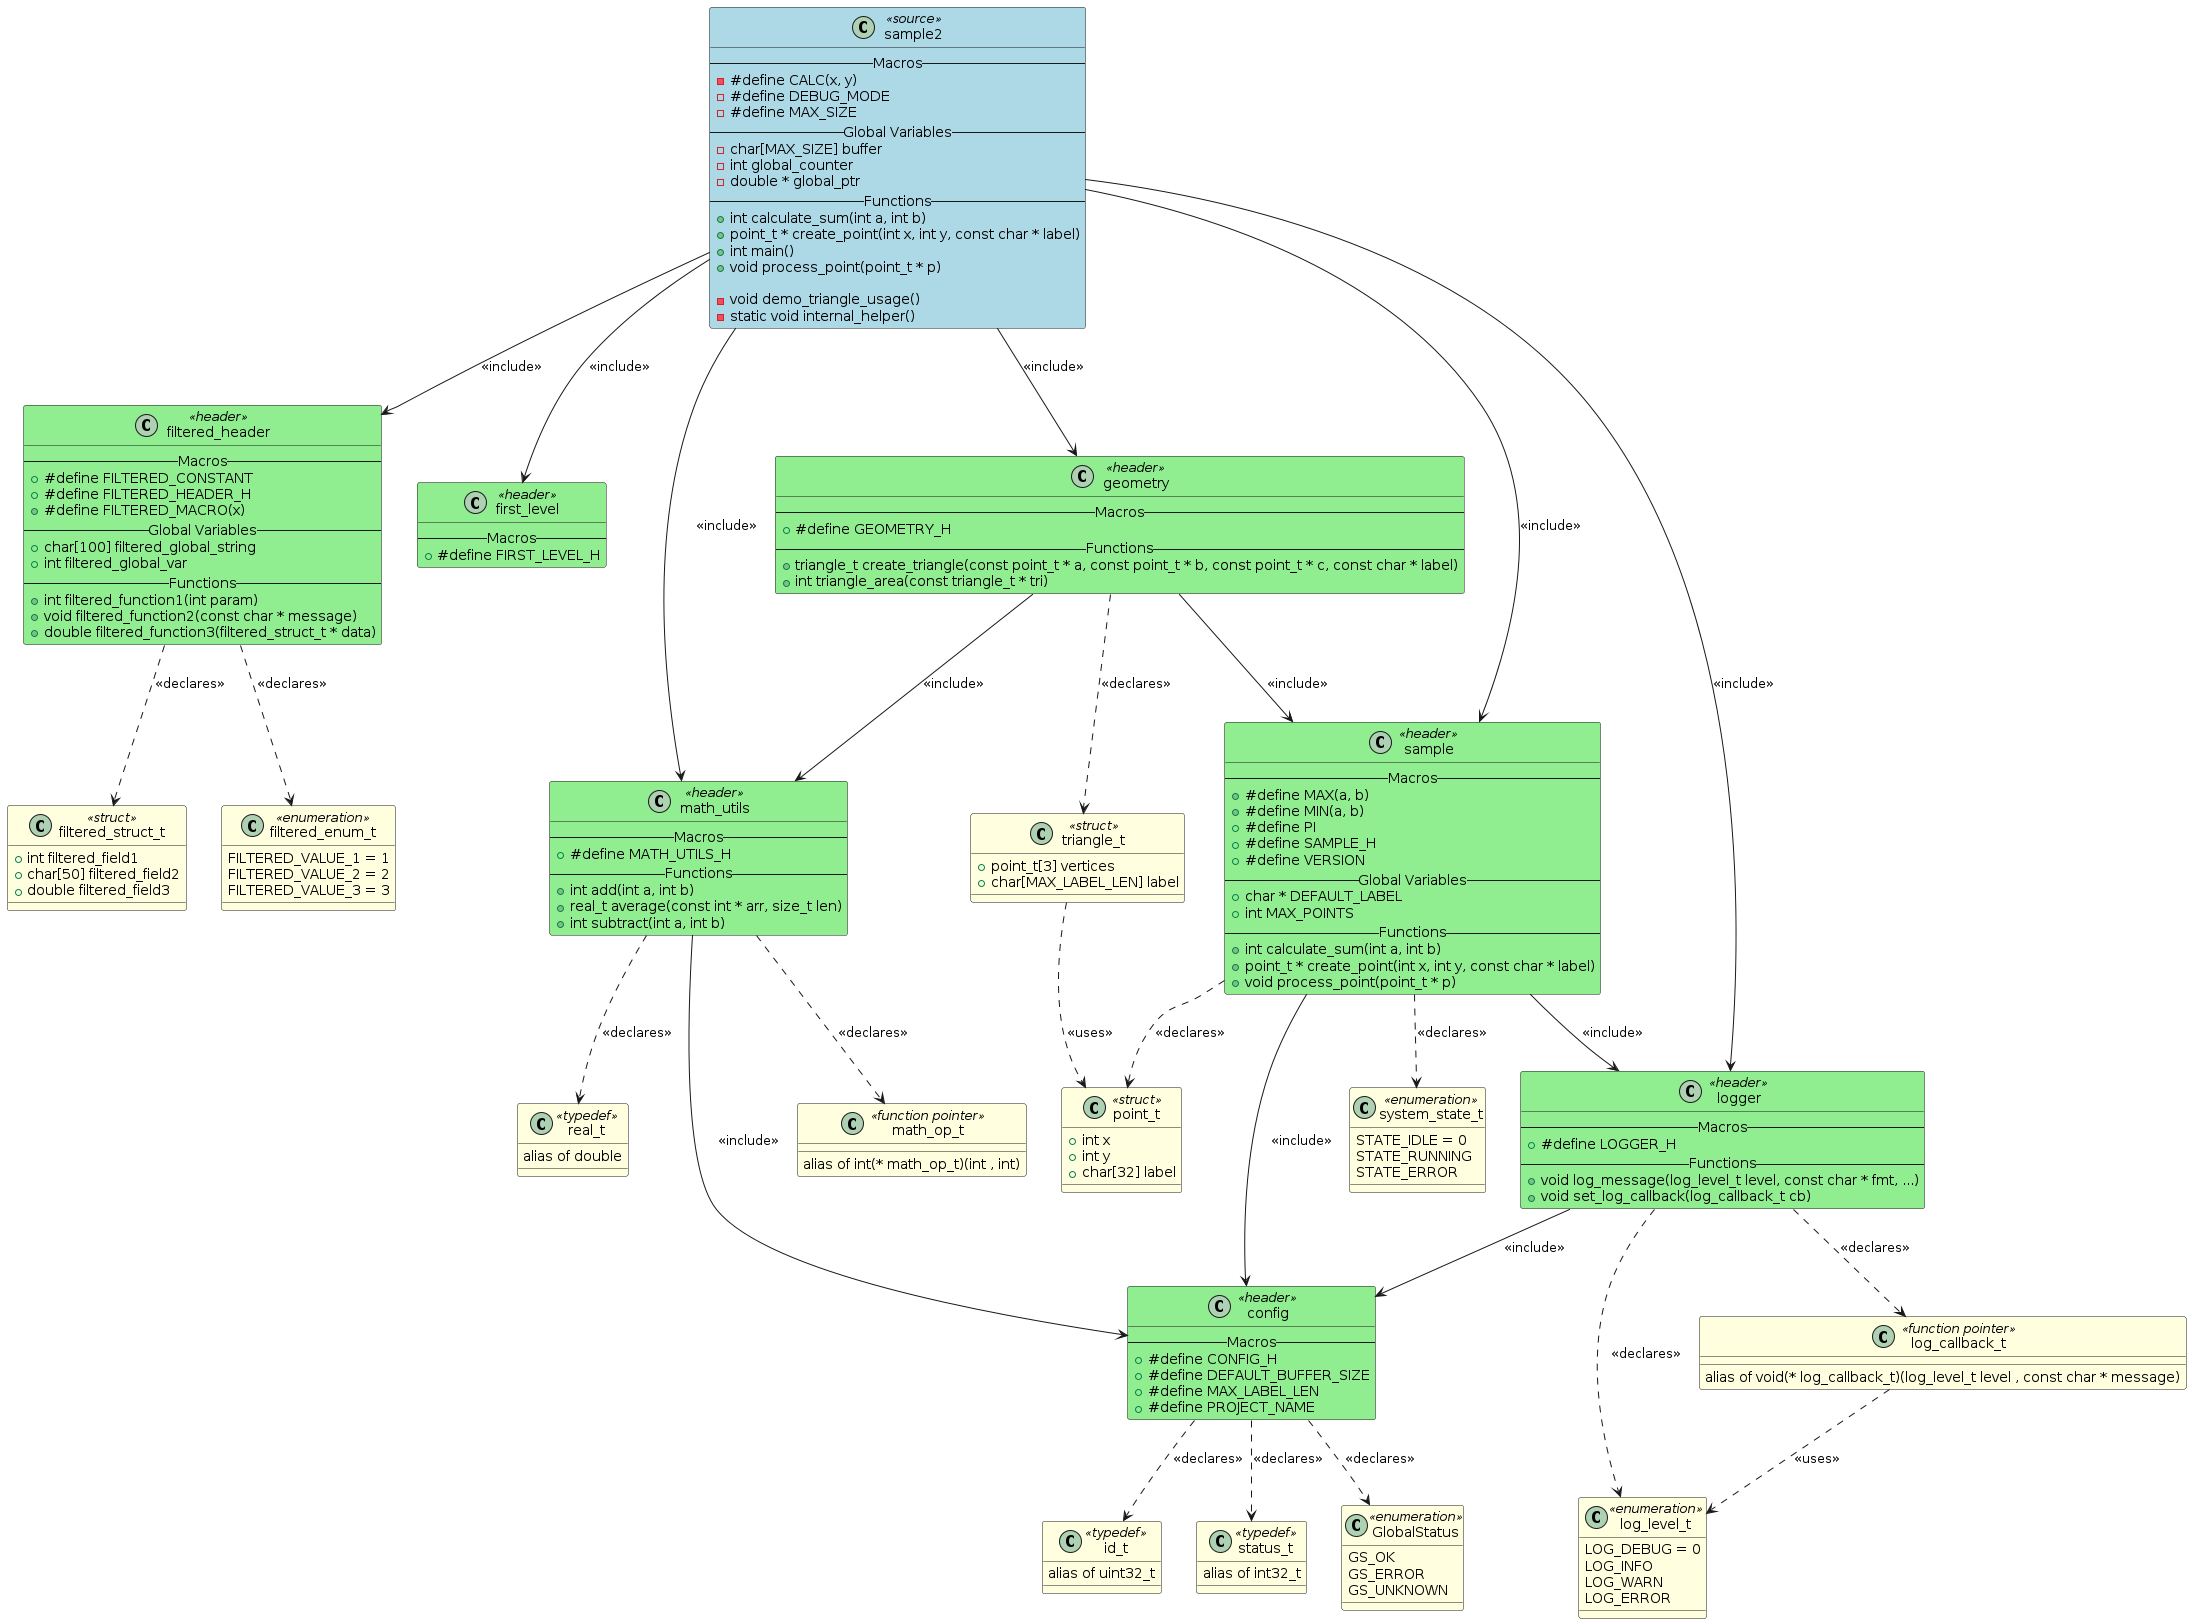 «source»
C sample2
Macros
#define CALC(x, y)
#define DEBUG_MODE
#define MAX_SIZE
Global Variables
char[MAX_SIZE] buffer
int global_counter
double * global_ptr
Functions
int calculate_sum(int a, int b)
point_t * create_point(int x, int y, const char * label)
int main()
void process_point(point_t * p)
void demo_triangle_usage()
static void internal_helper()
«include»
«include»
«include»
«include»
«include»
«include»
«header»
C filtered_header
Macros
#define FILTERED_CONSTANT
#define FILTERED_HEADER_H
#define FILTERED_MACRO(x)
Global Variables
char[100] filtered_global_string
int filtered_global_var
Functions
int filtered_function1(int param)
void filtered_function2(const char * message)
double filtered_function3(filtered_struct_t * data)
«header»
C first_level
Macros
#define FIRST_LEVEL_H
«header»
C geometry
Macros
#define GEOMETRY_H
Functions
triangle_t create_triangle(const point_t * a, const point_t * b, const point_t * c, const char * label)
int triangle_area(const triangle_t * tri)
«declares»
«declares»
«include»
«declares»
«include»
«struct»
C filtered_struct_t
int filtered_field1
char[50] filtered_field2
double filtered_field3
«enumeration»
C filtered_enum_t
FILTERED_VALUE_1 = 1
FILTERED_VALUE_2 = 2
FILTERED_VALUE_3 = 3
«header»
C math_utils
Macros
#define MATH_UTILS_H
Functions
int add(int a, int b)
real_t average(const int * arr, size_t len)
int subtract(int a, int b)
«struct»
C triangle_t
point_t[3] vertices
char[MAX_LABEL_LEN] label
«header»
C sample
Macros
#define MAX(a, b)
#define MIN(a, b)
#define PI
#define SAMPLE_H
#define VERSION
Global Variables
char * DEFAULT_LABEL
int MAX_POINTS
Functions
int calculate_sum(int a, int b)
point_t * create_point(int x, int y, const char * label)
void process_point(point_t * p)
«declares»
«declares»
«uses»
«declares»
«declares»
«include»
«include»
«include»
«typedef»
C real_t
alias of double
«function pointer»
C math_op_t
alias of int(* math_op_t)(int , int)
«struct»
C point_t
int x
int y
char[32] label
«enumeration»
C system_state_t
STATE_IDLE = 0
STATE_RUNNING
STATE_ERROR
«header»
C logger
Macros
#define LOGGER_H
Functions
void log_message(log_level_t level, const char * fmt, ...)
void set_log_callback(log_callback_t cb)
«include»
«declares»
«declares»
«header»
C config
Macros
#define CONFIG_H
#define DEFAULT_BUFFER_SIZE
#define MAX_LABEL_LEN
#define PROJECT_NAME
«function pointer»
C log_callback_t
alias of void(* log_callback_t)(log_level_t level , const char * message)
«declares»
«declares»
«declares»
«uses»
«typedef»
C id_t
alias of uint32_t
«typedef»
C status_t
alias of int32_t
«enumeration»
C GlobalStatus
GS_OK
GS_ERROR
GS_UNKNOWN
«enumeration»
C log_level_t
LOG_DEBUG = 0
LOG_INFO
LOG_WARN
LOG_ERROR